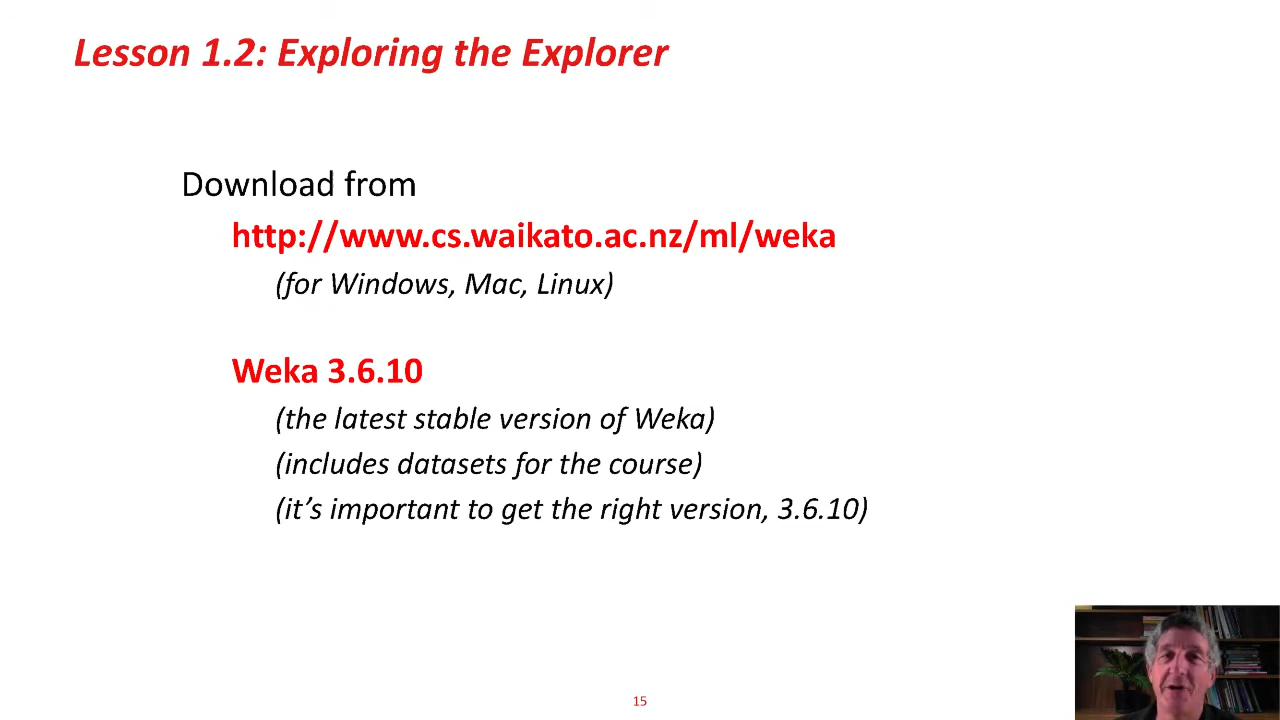 Lesson 1.2: Exploring the Explorer
Download from
http://www.cs.waikato.ac.nz/ml/weka
(for Windows, Mac, Linux)
Weka 3.6.10
(the latest stable version of Weka)
(includes datasets for the course)
(it’s important to get the right version, 3.6.10)
15